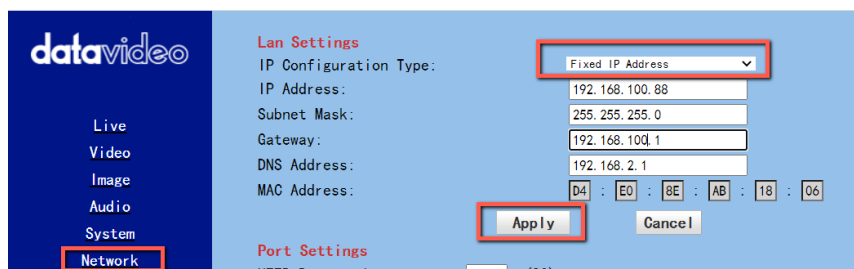 datavideo
Live
Video
Image
Audio
System
Network
Lan Settings
IP Configuration Type: Fixed IP Address
IP Address: 192.168.100.88
Subnet Mask: 255.255.255.0
Gateway: 192.168.100.1
DNS Address: 192.168.2.1
MAC Address: D4 : E0 : 8E : AB : 18 : 06
Apply Cancel
Port Settings